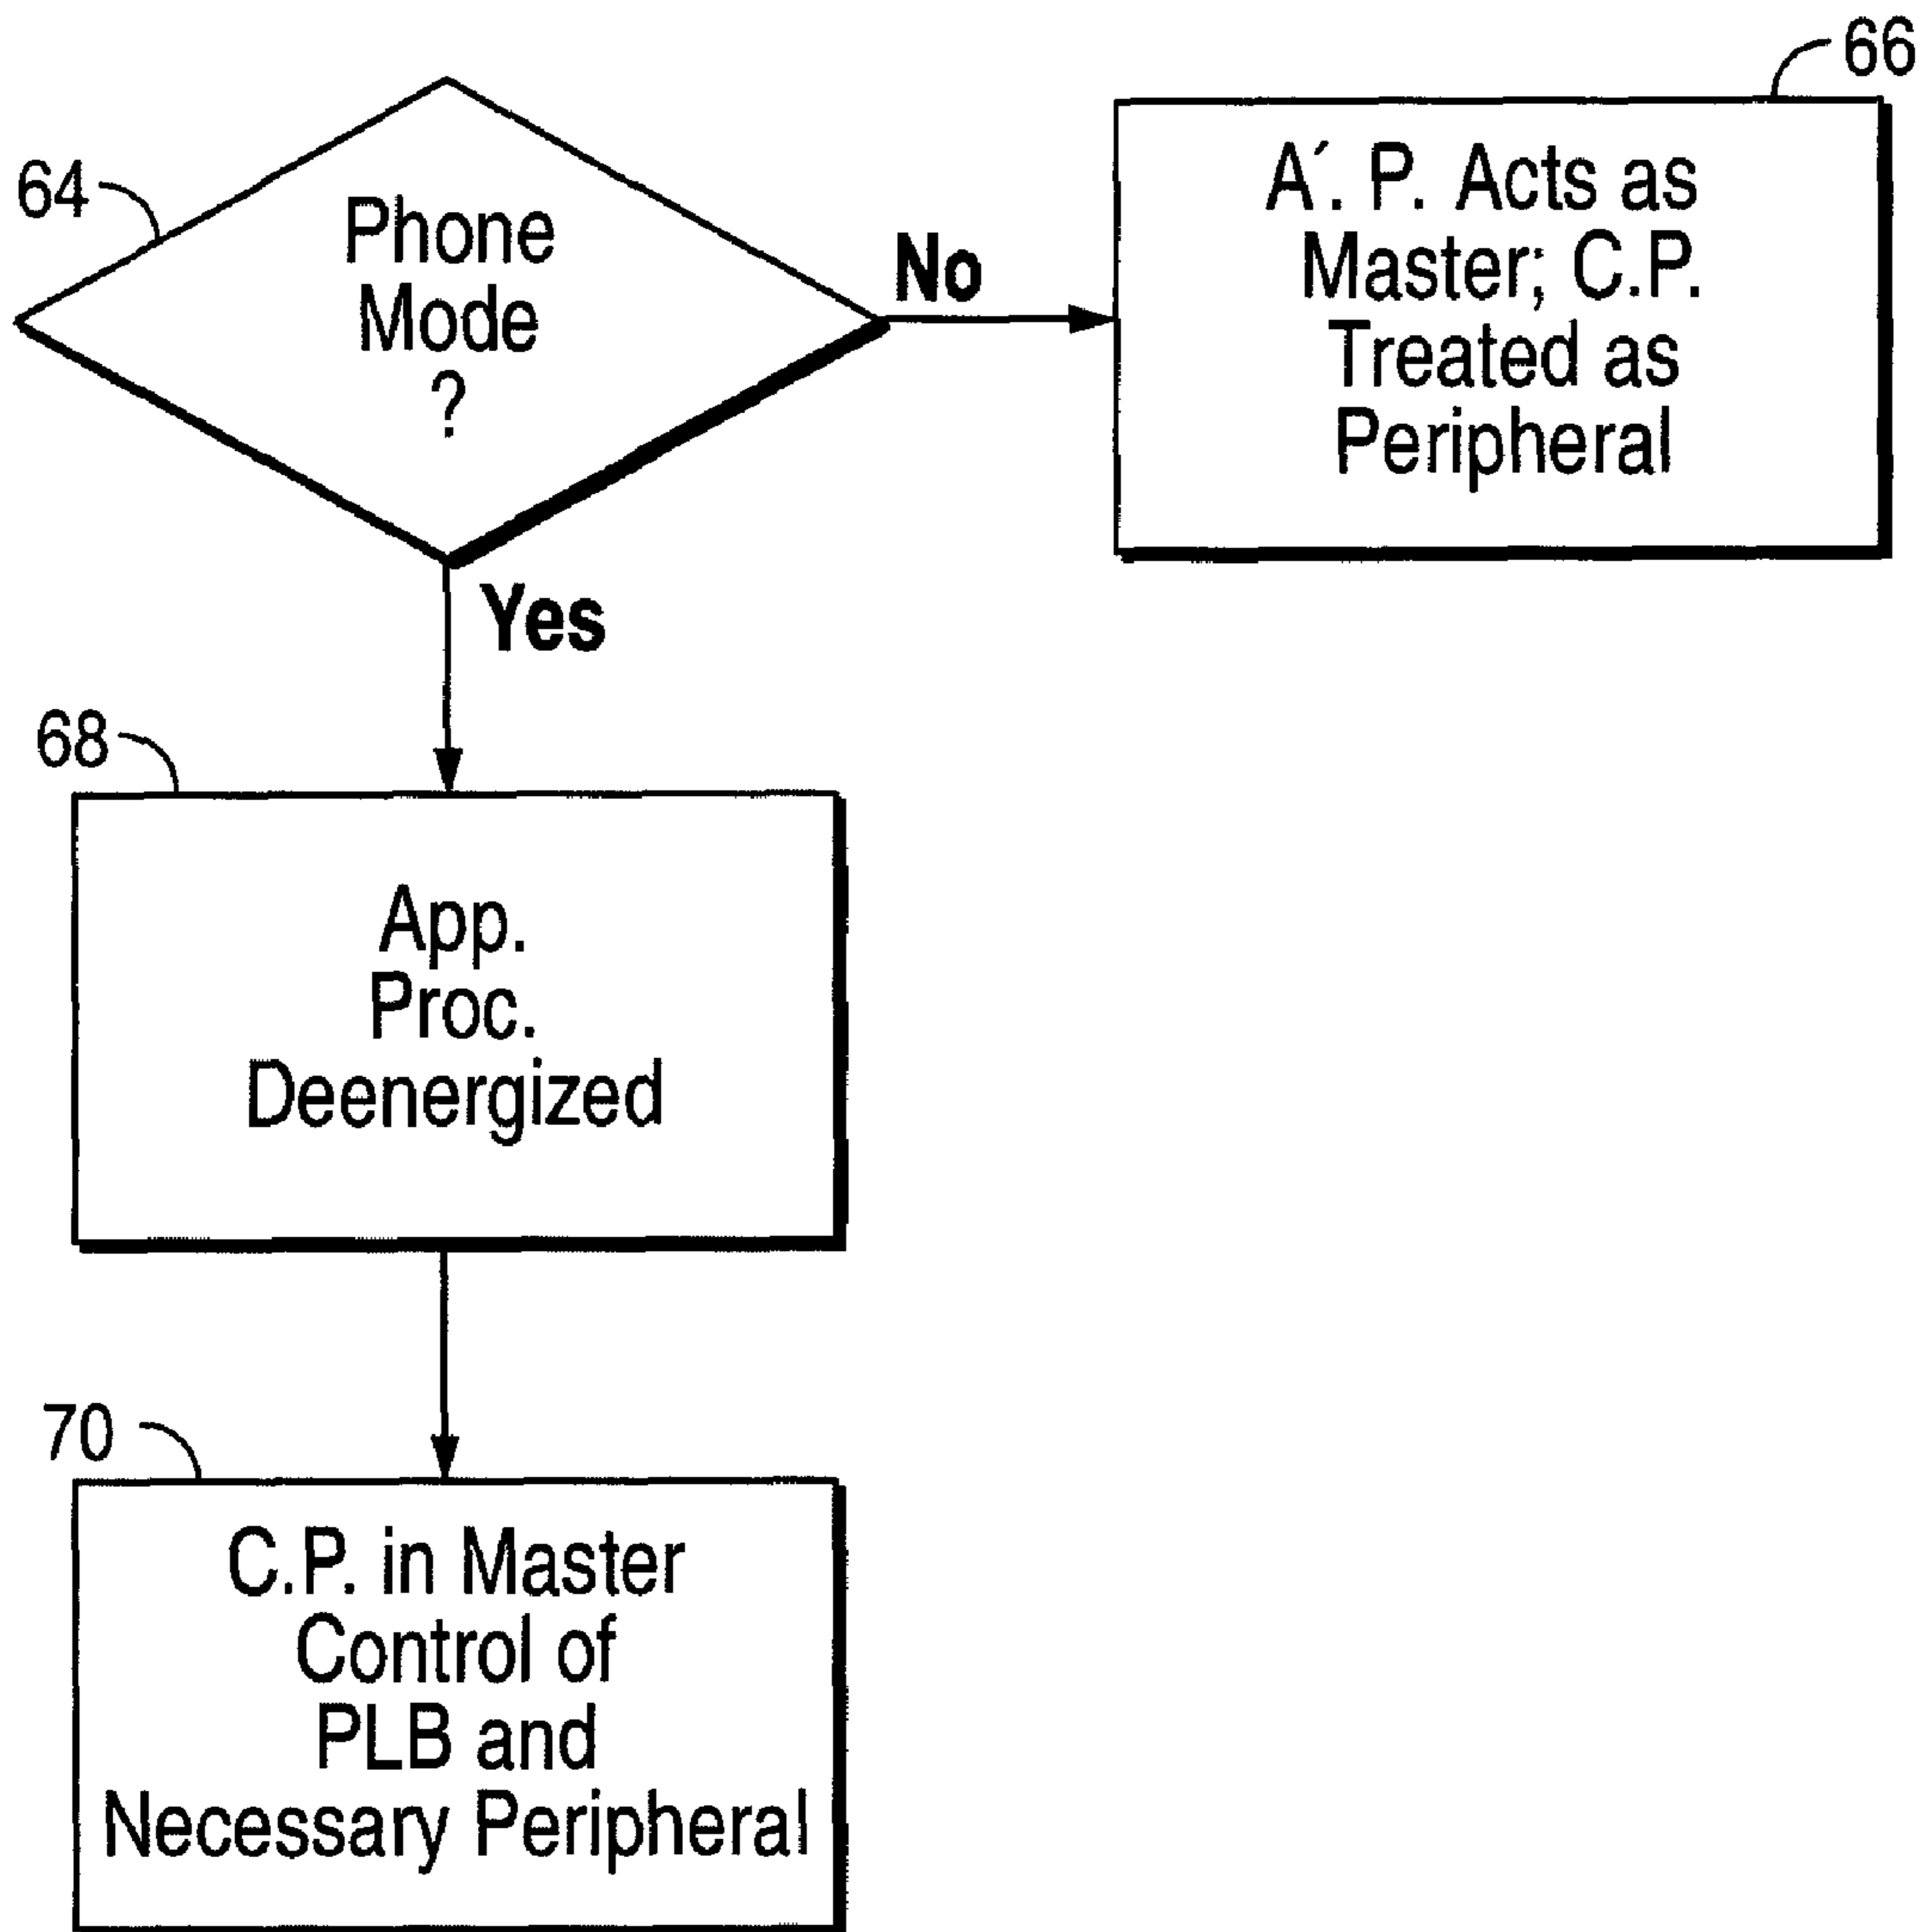 66
A´. P. Acts as
Master; C.P.
Treated as
Peripheral
64
Phone
Mode
?
No
Yes
68
App.
Proc.
Deenergized
70
C.P. in Master
Control of
PLB and
Necessary Peripheral